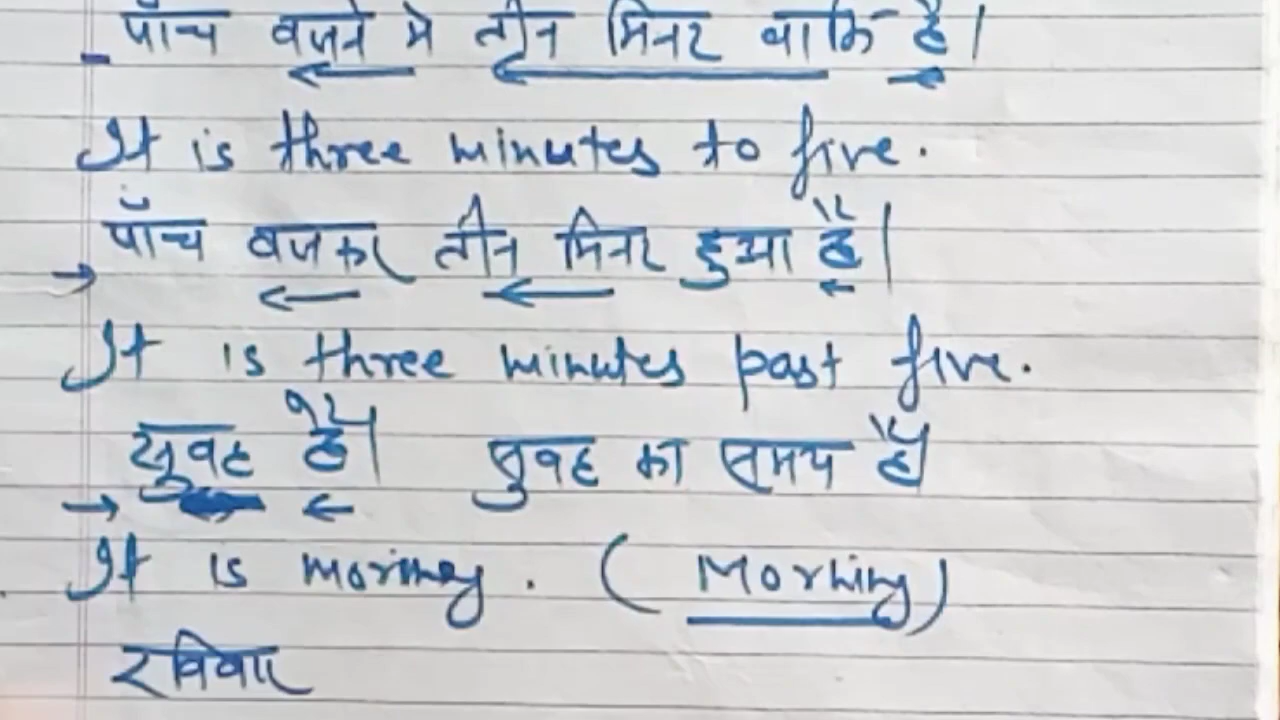 पाँच बजने मे तीन मिनट बाकि है।
It is three minutes to five.
पाँच बजकर तीन मिनट हुआ है।
It is three minutes past five.
सुबह है। सुबह का समय है।
It is morning. (Morning)
रविवार